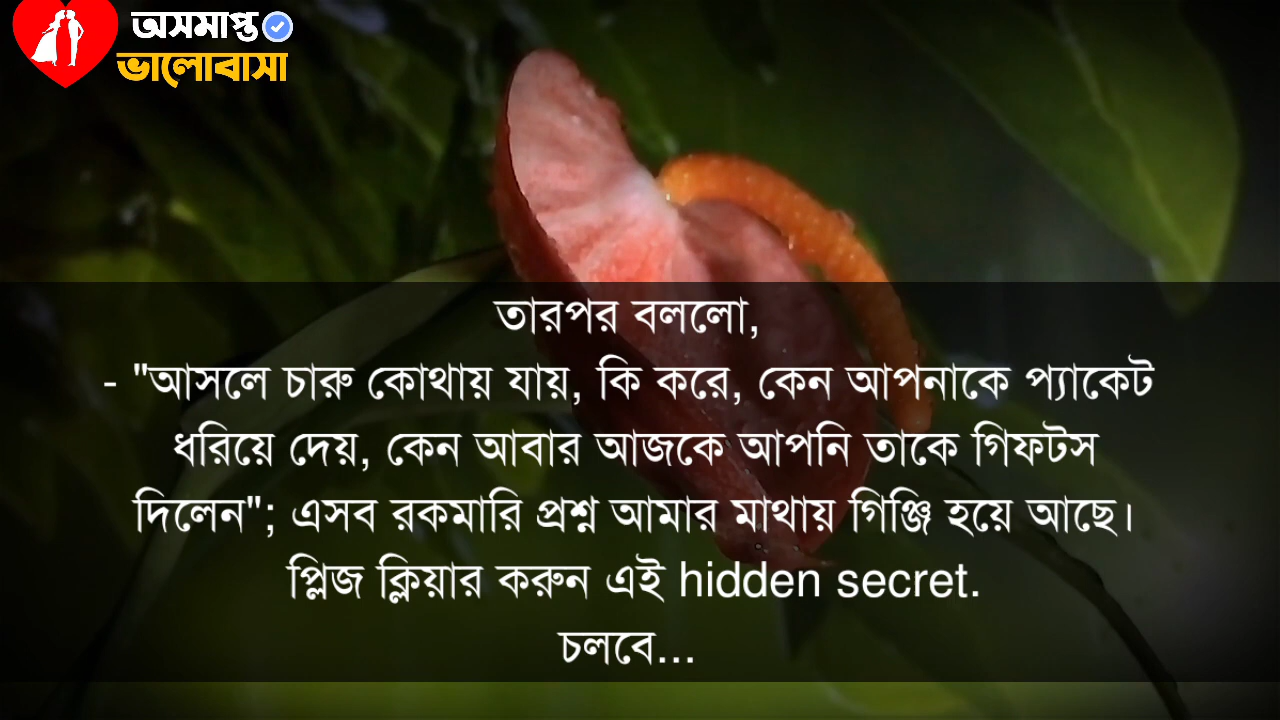 অসমাপ্ত
ভালোবাসা
তারপর বললো,
- "আসলে চারু কোথায় যায়, কি করে, কেন আপনাকে প্যাকেট
ধরিয়ে দেয়, কেন আবার আজকে আপনি তাকে গিফটস
দিলেন"; এসব রকমারি প্রশ্ন আমার মাথায় গিঞ্জি হয়ে আছে।
প্লিজ ক্লিয়ার করুন এই hidden secret.
চলবে...